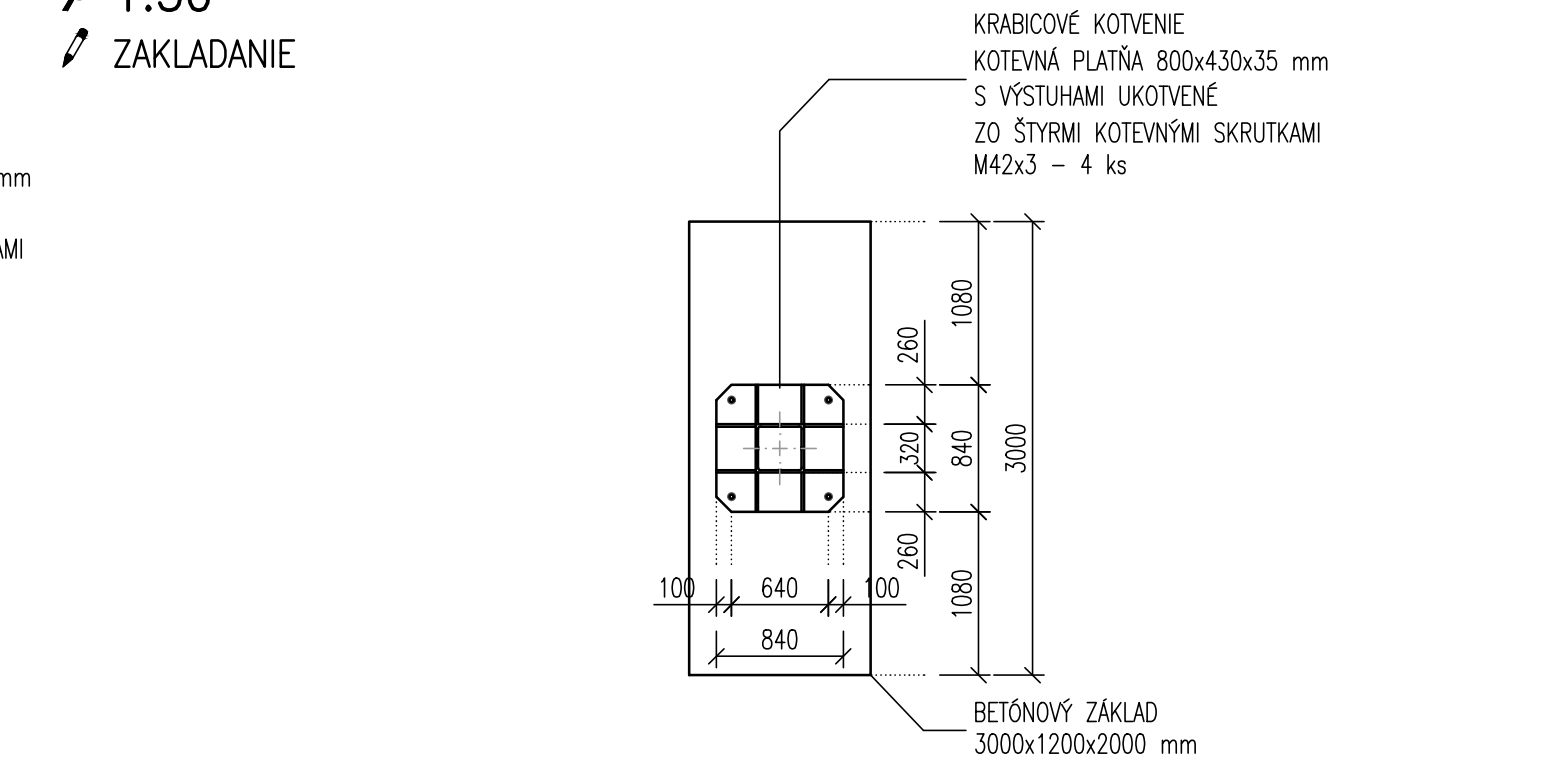 ZAKLADANIE
KRABICOVÉ KOTVENIE
KOTEVNÁ PLATŇA 800x430x35 mm
S VÝSTUHAMI UKOTVENÉ
ZO ŠTYRMI KOTEVNÝMI SKRUTKAMI
M42x3 – 4 ks
mm
AMI
1080
260
320
840
3000
260
1080
100
640
100
840
BETÓNOVÝ ZÁKLAD
3000x1200x2000 mm